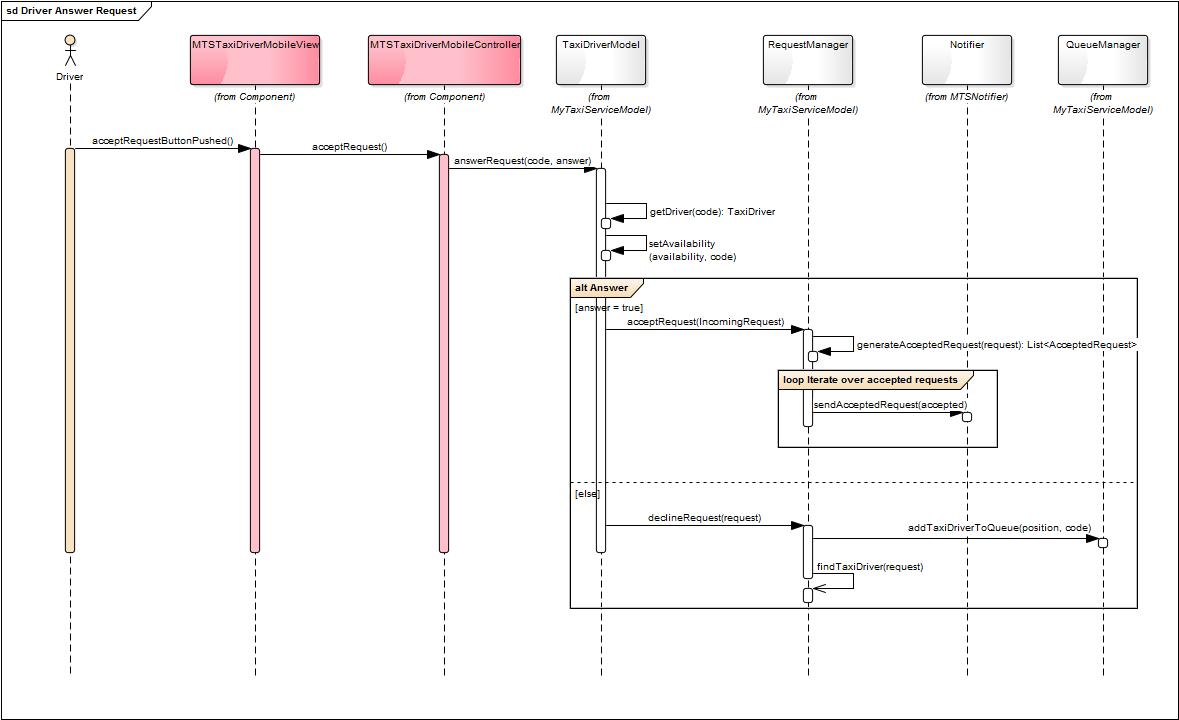 sd Driver Answer Request
Driver
MTSTaxiDriverMobileView
(from Component)
MTSTaxiDriverMobileController
(from Component)
TaxiDriverModel
(from
MyTaxiServiceModel)
RequestManager
(from
MyTaxiServiceModel)
Notifier
(from MTSNotifier)
QueueManager
(from
MyTaxiServiceModel)
acceptRequestButtonPushed()
acceptRequest()
answerRequest(code, answer)
getDriver(code): TaxiDriver
setAvailability
(availability, code)
alt Answer
[answer = true]
acceptRequest(IncomingRequest)
generateAcceptedRequest(request): List<AcceptedRequest>
loop Iterate over accepted requests
sendAcceptedRequest(accepted)
[else]
declineRequest(request)
addTaxiDriverToQueue(position, code)
findTaxiDriver(request)